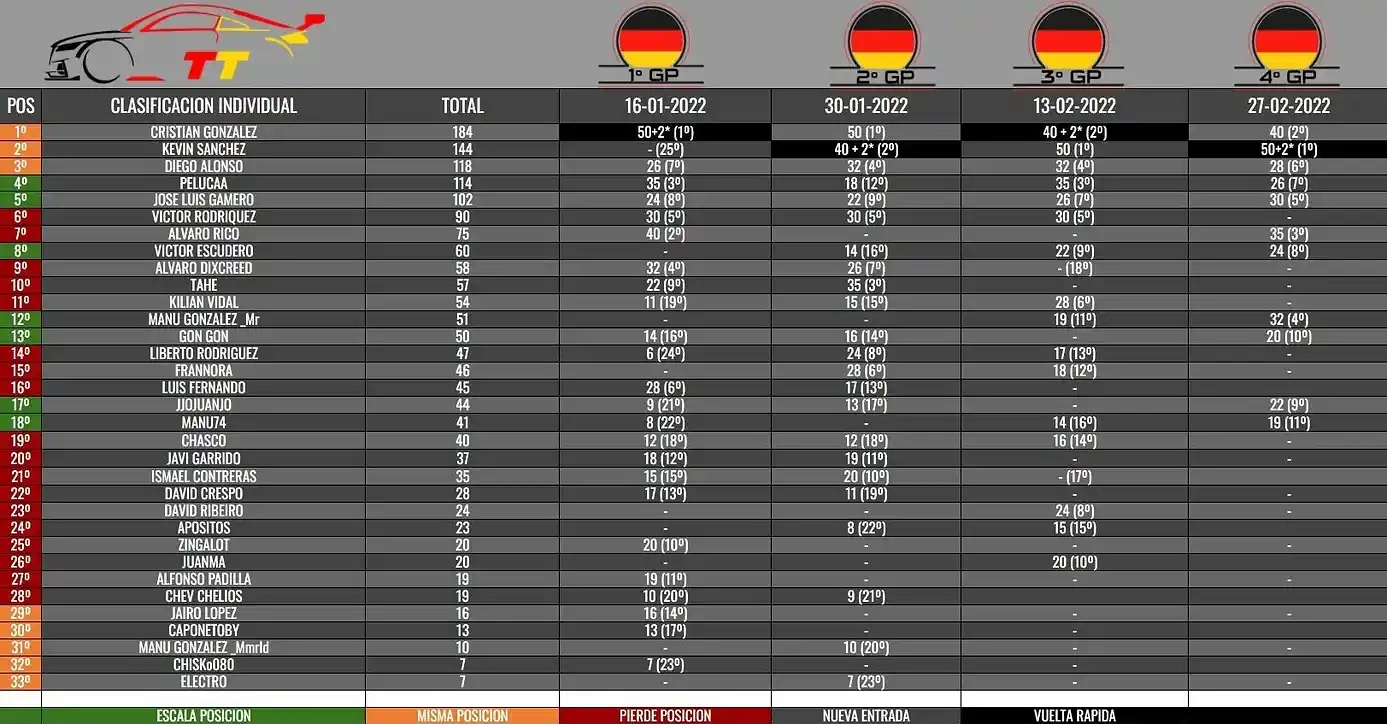 TT 1º GP 2º GP 3º GP 4º GP
POS CLASIFICACION INDIVIDUAL TOTAL 16-01-2022 30-01-2022 13-02-2022 27-02-2022
1º CRISTIAN GONZALEZ 184 50+2* (1º) 50 (1º) 40 + 2* (2º) 40 (2º)
2º KEVIN SANCHEZ 144 - (25º) 40 + 2* (2º) 50 (1º) 50+2* (1º)
3º DIEGO ALONSO 118 26 (7º) 32 (4º) 32 (4º) 28 (6º)
4º PELUCAA 114 35 (3º) 18 (12º) 35 (3º) 26 (7º)
5º JOSE LUIS GAMERO 102 24 (8º) 22 (9º) 26 (7º) 30 (5º)
6º VICTOR RODRIQUEZ 90 30 (5º) 30 (5º) 30 (5º) -
7º ALVARO RICO 75 40 (2º) - - 35 (3º)
8º VICTOR ESCUDERO 60 - 14 (16º) 22 (9º) 24 (8º)
9º ALVARO DIXCREED 58 32 (4º) 26 (7º) - (18º) -
10º TAHE 57 22 (9º) 35 (3º) - -
11º KILIAN VIDAL 54 11 (19º) 15 (15º) 28 (6º) -
12º MANU GONZALEZ _Mr 51 - - 19 (11º) 32 (4º)
13º GON GON 50 14 (16º) 16 (14º) - 20 (10º)
14º LIBERTO RODRIGUEZ 47 6 (24º) 24 (8º) 17 (13º) -
15º FRANNORA 46 - 28 (6º) 18 (12º) -
16º LUIS FERNANDO 45 28 (6º) 17 (13º) -
17º JJOJUANJO 44 9 (21º) 13 (17º) - 22 (9º)
18º MANU74 41 8 (22º) - 14 (16º) 19 (11º)
19º CHASCO 40 12 (18º) 12 (18º) 16 (14º) -
20º JAVI GARRIDO 37 18 (12º) 19 (11º) - -
21º ISMAEL CONTRERAS 35 15 (15º) 20 (10º) - (17º)
22º DAVID CRESPO 28 17 (13º) 11 (19º) - -
23º DAVID RIBEIRO 24 - - 24 (8º) -
24º APOSITOS 23 - 8 (22º) 15 (15º) -
25º ZINGALOT 20 20 (10º) - - -
26º JUANMA 20 - - 20 (10º)
27º ALFONSO PADILLA 19 19 (11º) - - -
28º CHEV CHELIOS 19 10 (20º) 9 (21º) - -
29º JAIRO LOPEZ 16 16 (14º) - - -
30º CAPONETOBY 13 13 (17º) - -
31º MANU GONZALEZ _Mmrld 10 - 10 (20º) - -
32º CHISKo080 7 7 (23º) - -
33º ELECTRO 7 - 7 (23º) - -
ESCALA POSICION MISMA POSICION PIERDE POSICION NUEVA ENTRADA VUELTA RAPIDA